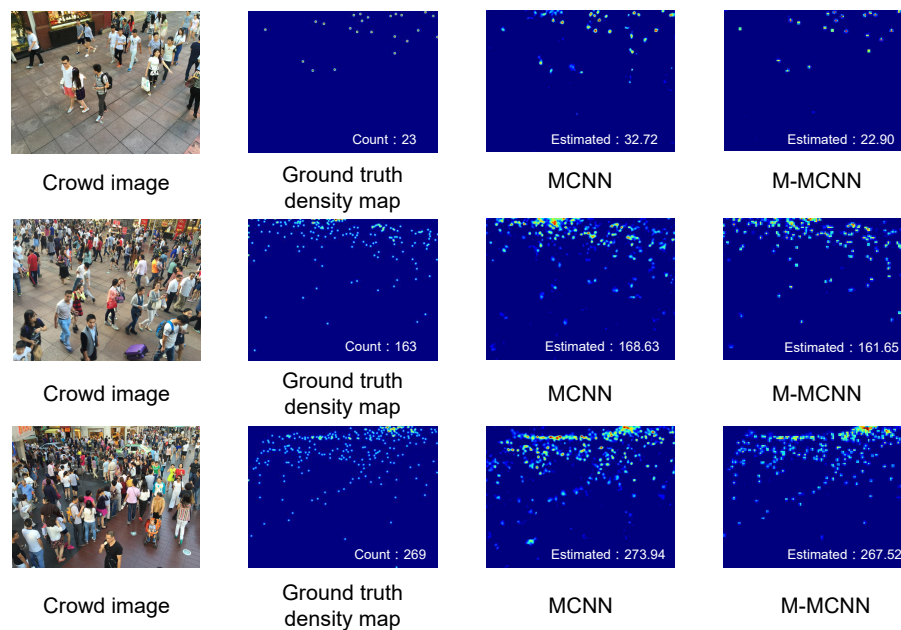 Count：23
Estimated：32.72
Estimated：22.90
Crowd image
Ground truth
density map
MCNN
M-MCNN
Count：163
Estimated：168.63
Estimated：161.65
Crowd image
Ground truth
density map
MCNN
M-MCNN
Count：269
Estimated：273.94
Estimated：267.52
Crowd image
Ground truth
density map
MCNN
M-MCNN